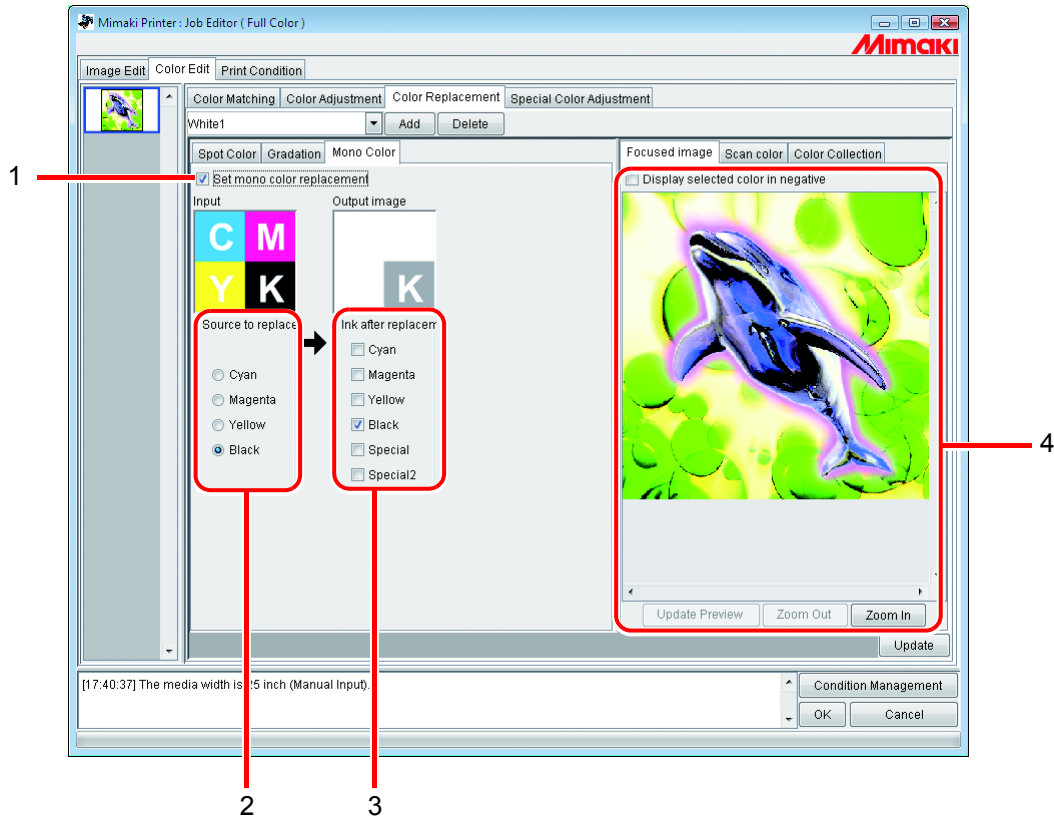 Mimaki Printer : Job Editor ( Full Color )
Mimaki
Image Edit Color Edit Print Condition
Color Matching Color Adjustment Color Replacement Special Color Adjustment
White1 Add Delete
Spot Color Gradation Mono Color
Focused image Scan color Color Collection
1
Set mono color replacement
Display selected color in negative
Input Output image
C M
Y K
K
Source to replace
Ink after replacem
Cyan
Magenta
Yellow
Black
Cyan
Magenta
Yellow
Black
Special
Special2
4
Update Preview Zoom Out Zoom In
Update
[17:40:37] The media width is 25 inch (Manual Input).
Condition Management
OK Cancel
2 3